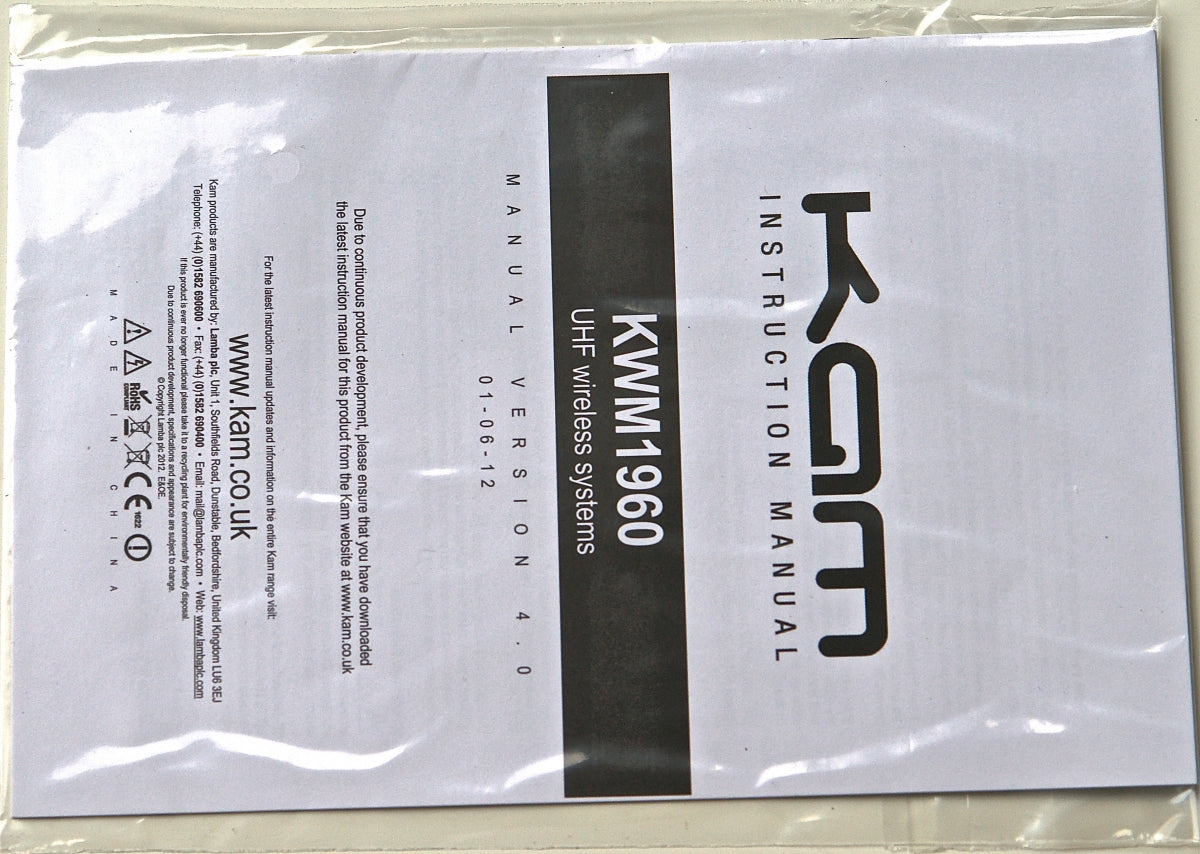 Kam
INSTRUCTION MANUAL
KWM1960
UHF wireless systems
MANUAL VERSION 4.0
01-06-12
Due to continuous product development, please ensure that you have downloaded
the latest instruction manual for this product from the Kam website at www.kam.co.uk
For the latest instruction manual updates and information on the entire Kam range visit:
www.kam.co.uk
Kam products are manufactured by: Lamba plc, Unit 1, Southfields Road, Dunstable, Bedfordshire, United Kingdom LU6 3EJ
Telephone: (+44) (0)1582 690600 • Fax: (+44) (0)1582 690400 • Email: mail@lambaplc.com • Web: www.lambaplc.com
If this product is ever no longer functional please take it to a recycling plant for environmentally friendly disposal.
Due to continuous product development, specifications and appearance are subject to change.
© Copyright Lamba plc 2012. E&OE.
RoHS COMPLIANT CE 1622
MADE IN CHINA